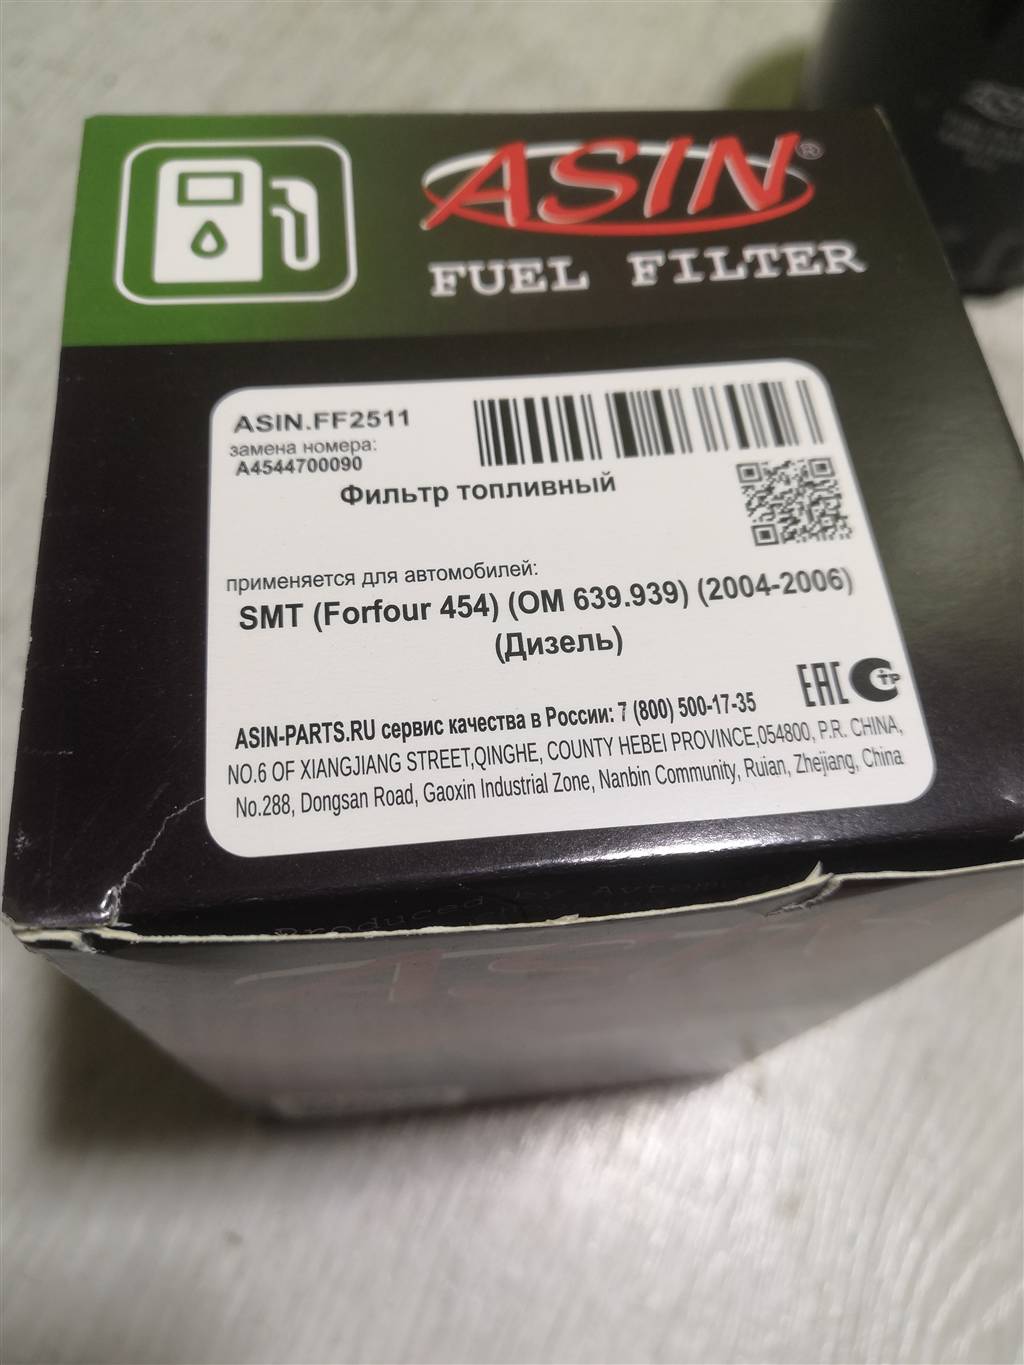 ASIN®
FUEL FILTER
ASIN.FF2511
замена номера:
A4544700090
Фильтр топливный
применяется для автомобилей:
SMT (Forfour 454) (OM 639.939) (2004-2006)
(Дизель)
EAC
ASIN-PARTS.RU сервис качества в России: 7 (800) 500-17-35
NO.6 OF XIANGJIANG STREET,QINGHE, COUNTY HEBEI PROVINCE,054800, P.R. CHINA,
No.288, Dongsan Road, Gaoxin Industrial Zone, Nanbin Community, Ruian, Zhejiang, China
Produced by
ASIN